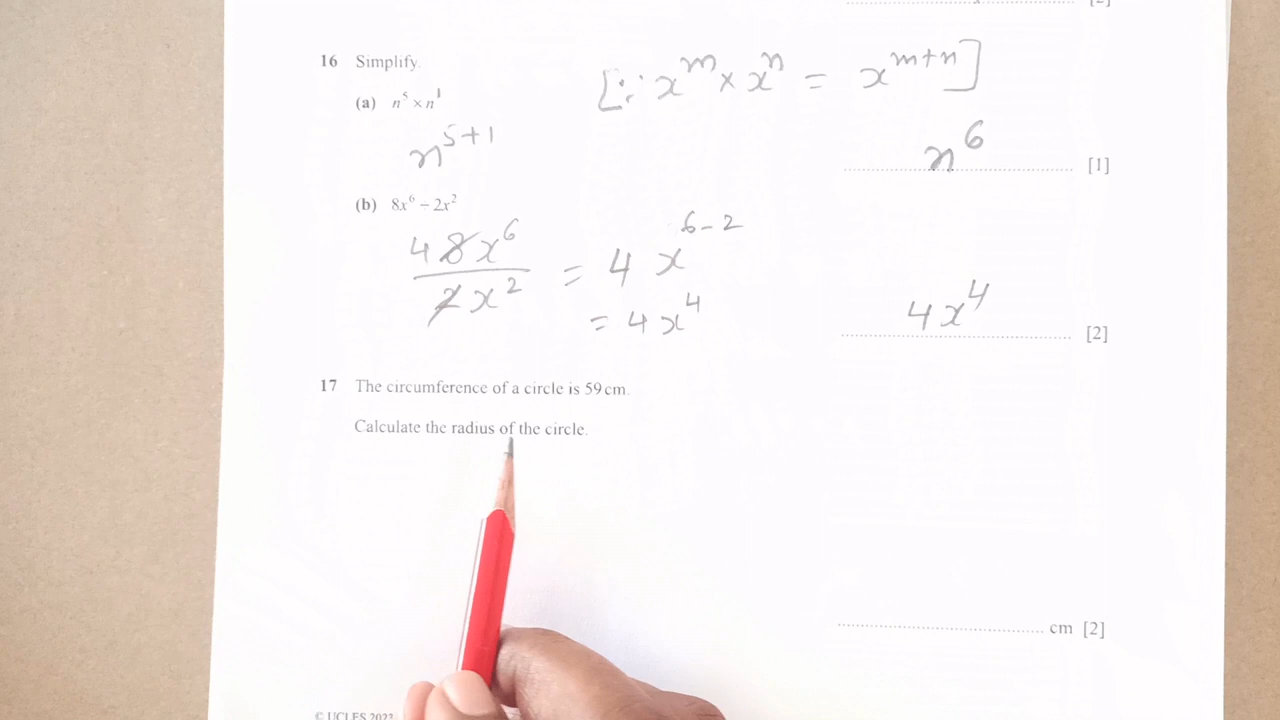 [2]
16 Simplify.
[∵ x^m × x^n = x^{m+n}]
(a) n⁵ × n¹
n^{5+1}
n⁶ [1]
(b) 8x⁶ − 2x²
4 8x⁶ / 2x² = 4 x^{6-2}
= 4x⁴
4x⁴ [2]
17 The circumference of a circle is 59 cm.
Calculate the radius of the circle.
cm [2]
© UCLES 2022